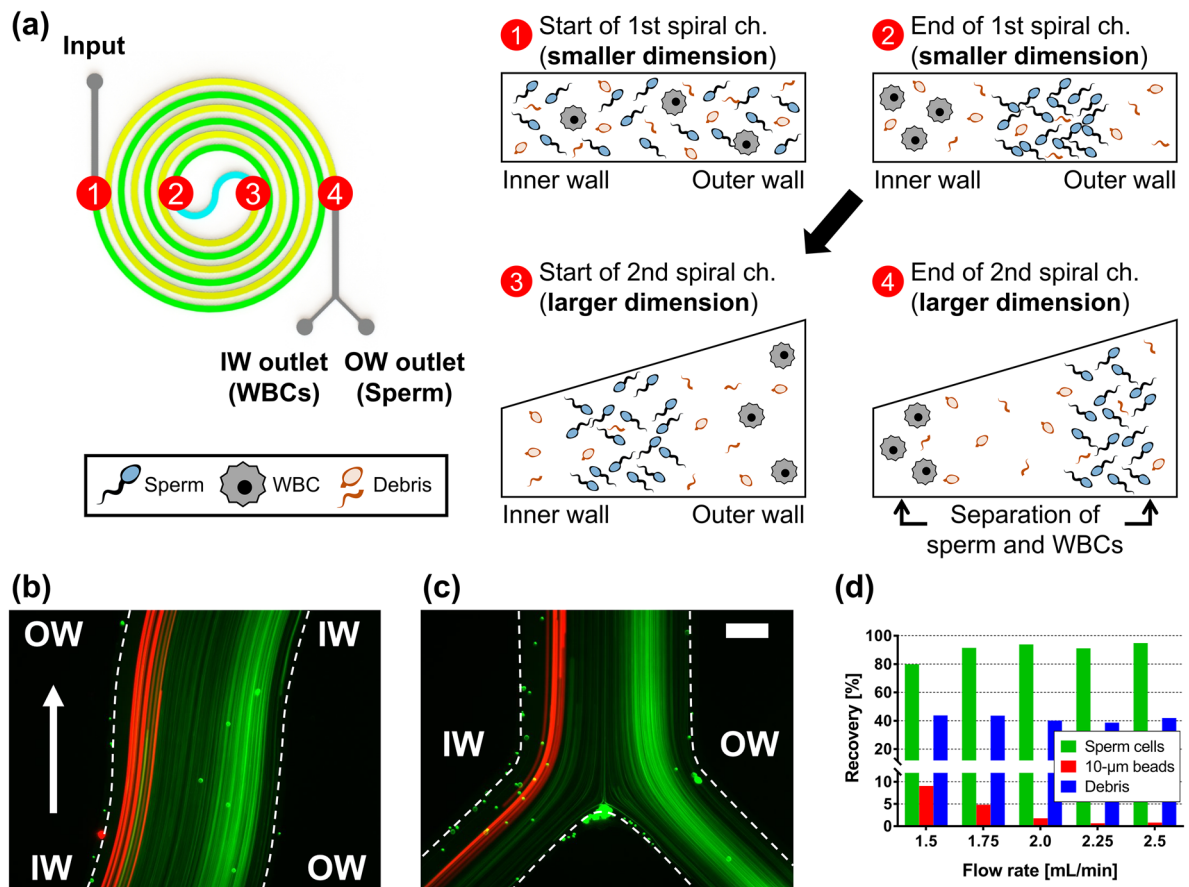 (a)
Input
1
2
3
4
IW outlet
(WBCs)
OW outlet
(Sperm)
Sperm
WBC
Debris
1 Start of 1st spiral ch.
(smaller dimension)
Inner wall
Outer wall
2 End of 1st spiral ch.
(smaller dimension)
Inner wall
Outer wall
3 Start of 2nd spiral ch.
(larger dimension)
Inner wall
Outer wall
4 End of 2nd spiral ch.
(larger dimension)
Separation of
sperm and WBCs
(b)
OW
IW
IW
OW
(c)
IW
OW
(d)
Recovery [%]
100
80
60
40
20
10
5
0
Sperm cells
10-μm beads
Debris
1.5
1.75
2.0
2.25
2.5
Flow rate [mL/min]